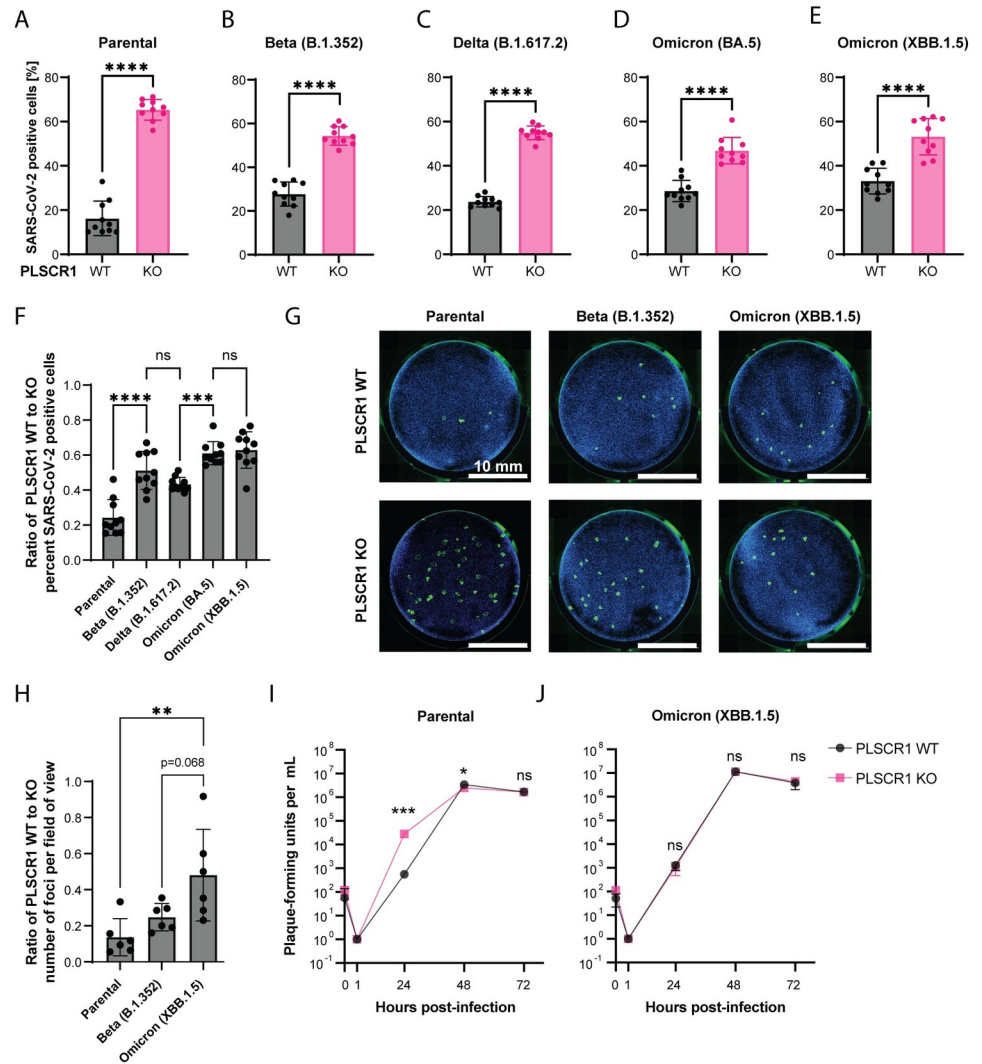 A
B
C
D
E
Parental
Beta (B.1.352)
Delta (B.1.617.2)
Omicron (BA.5)
Omicron (XBB.1.5)
SARS-CoV-2 positive cells [%]
80
60
40
20
0
****
WT
KO
80
60
40
20
0
****
WT
KO
80
60
40
20
0
****
WT
KO
80
60
40
20
0
****
WT
KO
80
60
40
20
0
****
WT
KO
PLSCR1
F
Ratio of PLSCR1 WT to KO
percent SARS-CoV-2 positive cells
1.0
0.8
0.6
0.4
0.2
0.0
****
ns
***
ns
Parental
Beta (B.1.352)
Delta (B.1.617.2)
Omicron (BA.5)
Omicron (XBB.1.5)
G
Parental
Beta (B.1.352)
Omicron (XBB.1.5)
PLSCR1 WT
10 mm
PLSCR1 KO
H
Ratio of PLSCR1 WT to KO
number of foci per field of view
1.0
0.8
0.6
0.4
0.2
0.0
**
p=0.068
Parental
Beta (B.1.352)
Omicron (XBB.1.5)
I
Parental
Plaque-forming units per mL
10⁸
10⁷
10⁶
10⁵
10⁴
10³
10²
10¹
10⁰
10⁻¹
***
*
ns
0 1 24 48 72
Hours post-infection
J
Omicron (XBB.1.5)
10⁸
10⁷
10⁶
10⁵
10⁴
10³
10²
10¹
10⁰
10⁻¹
ns
ns
ns
0 1 24 48 72
Hours post-infection
PLSCR1 WT
PLSCR1 KO